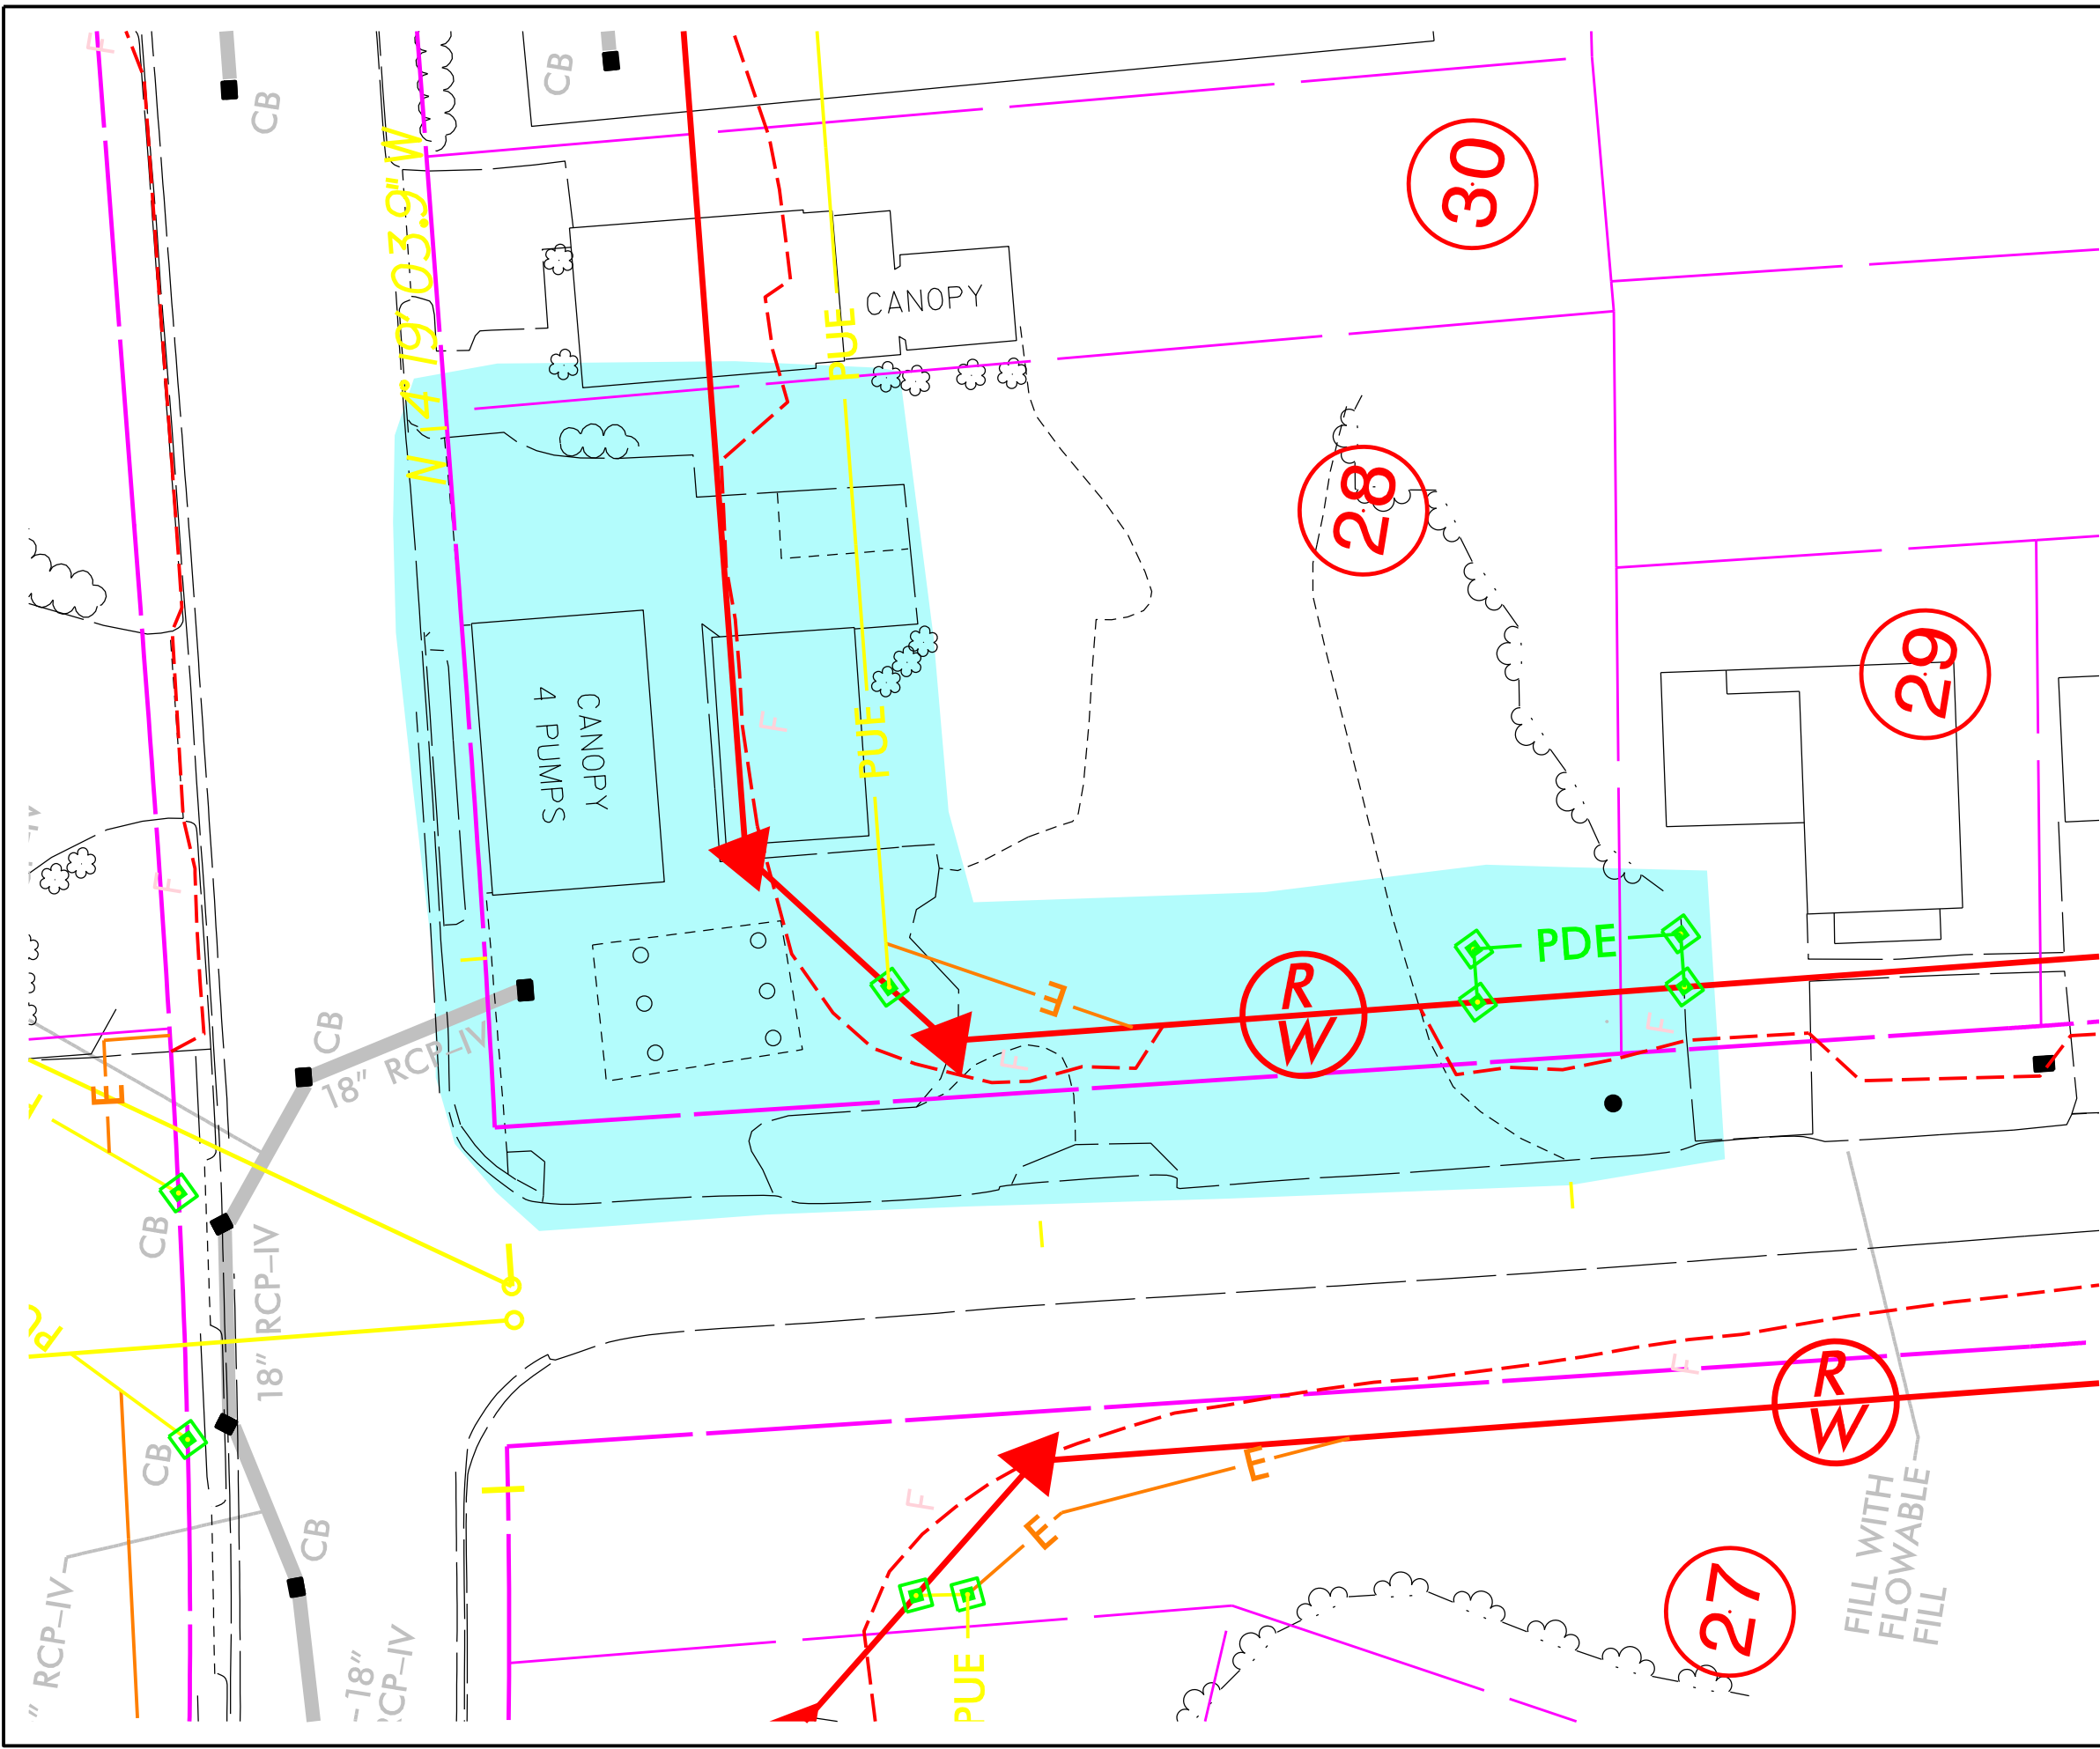 F
CB
CB
N 14°19'03.9" W
30
CANOPY
PUE
28
29
CANOPY
4 PUMPS
F
PUE
F
PDE
E
R
W
F
F
CB
18" RCP-IV
E
CB
18" RCP-IV
CB
F
R
W
E
F
E
CB
27
FILL WITH
FLOWABLE
FILL
" RCP-IV
18"
RCP-IV
PUE